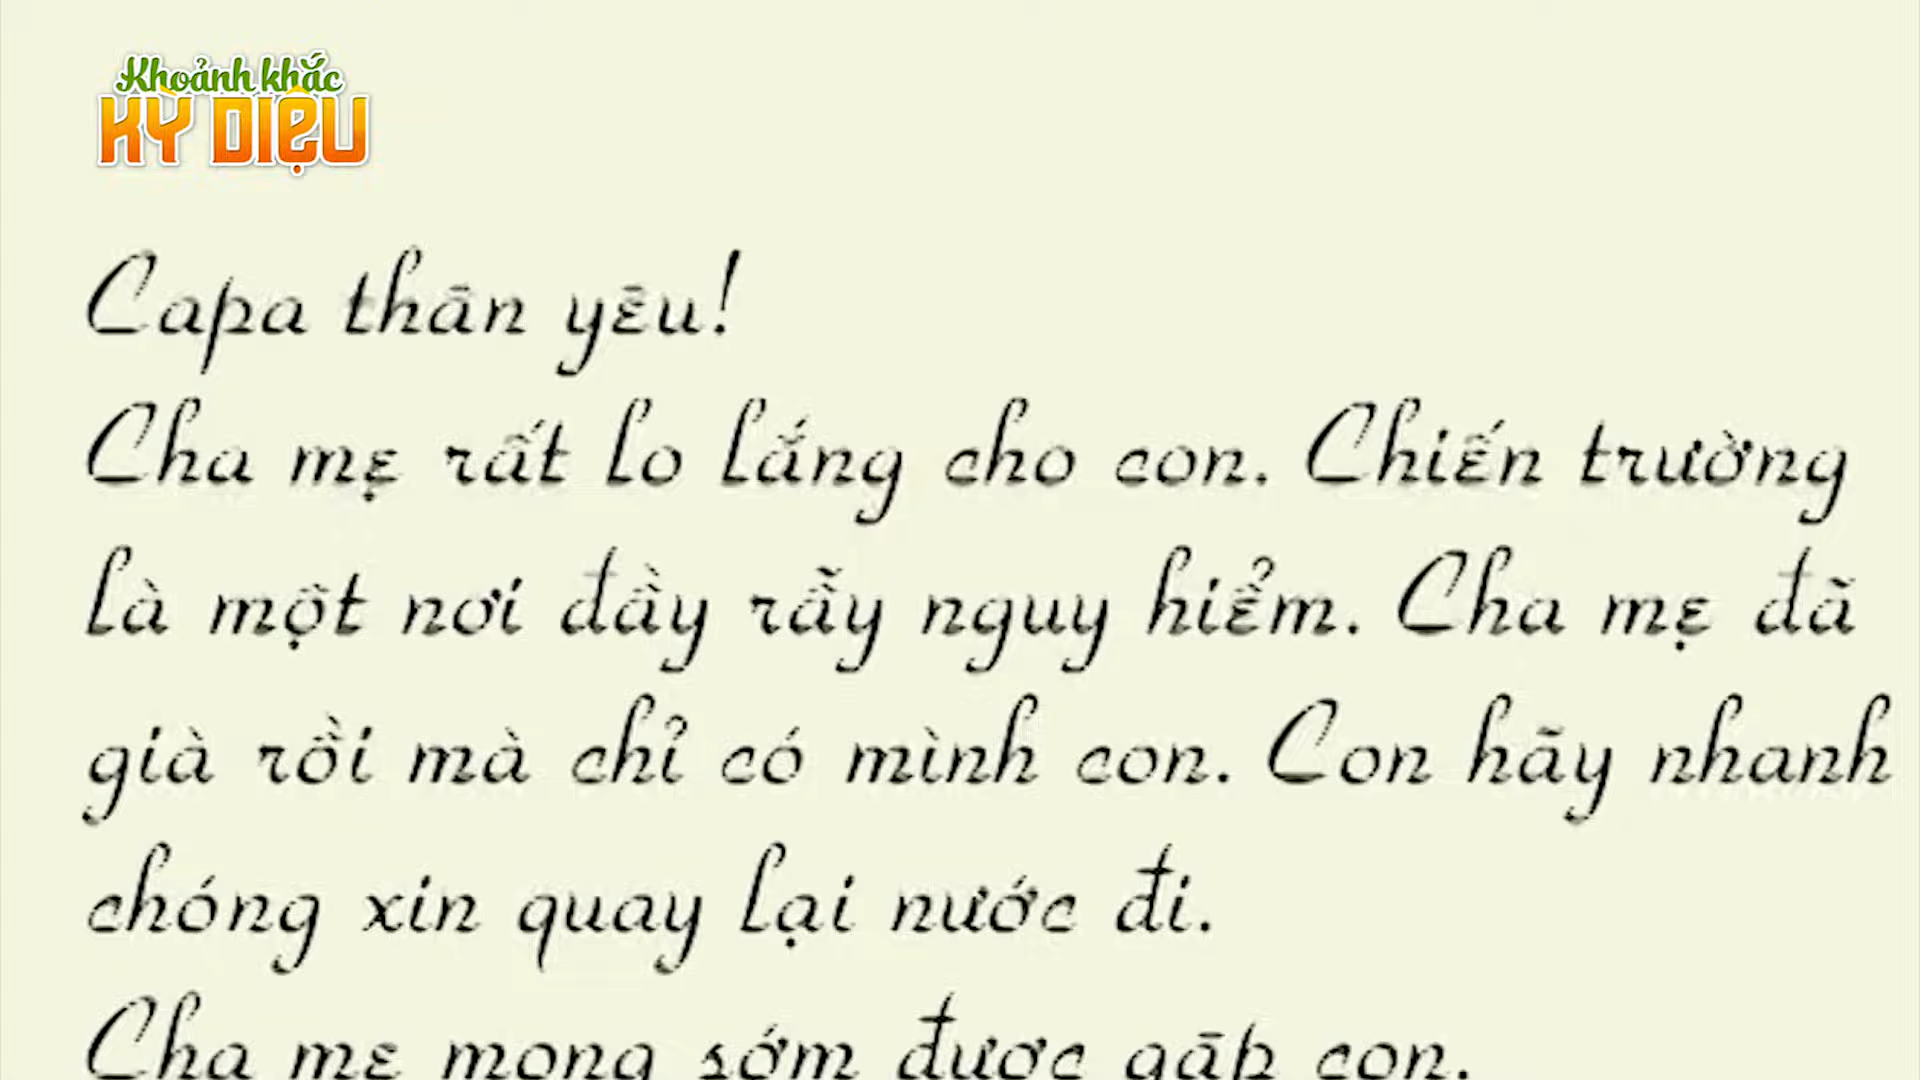 Khoảnh khắc
KỲ DIỆU
Capa thân yêu!
Cha mẹ rất lo lắng cho con. Chiến trường
là một nơi đầy rẫy nguy hiểm. Cha mẹ đã
già rồi mà chỉ có mình con. Con hãy nhanh
chóng xin quay lại nước đi.
Cha mẹ mong sớm được gặp con.